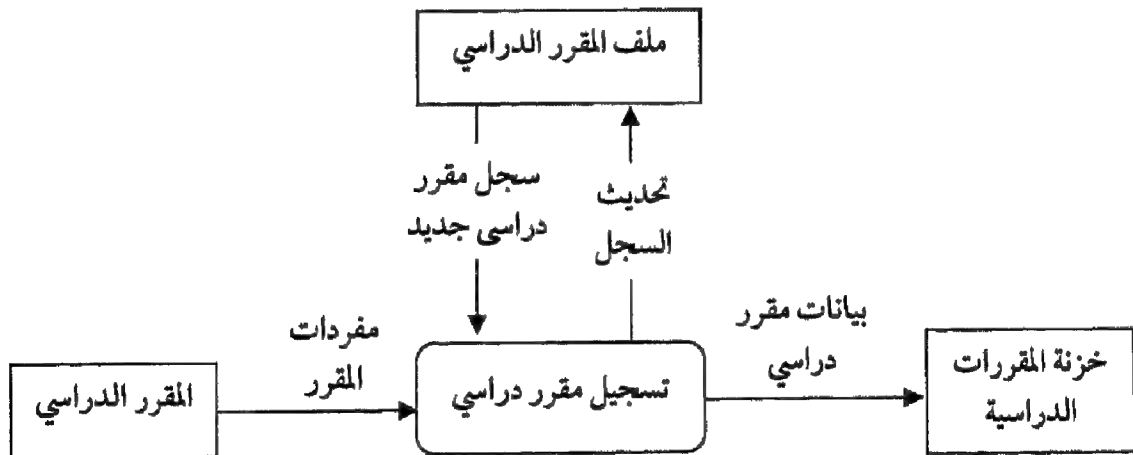 ملف المقرر الدراسي
سجل مقرر
دراسى جديد
تحديث
السجل
بيانات مقرر
دراسي
مفردات
المقرر
خزنة المقررات
الدراسية
تسجيل مقرر دراسي
المقرر الدراسي